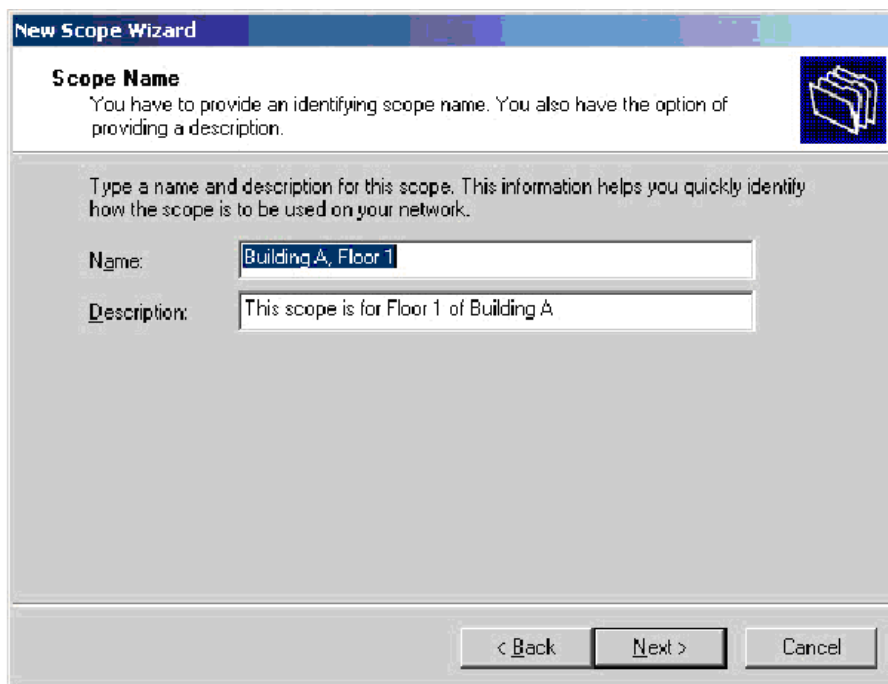 New Scope Wizard
Scope Name
You have to provide an identifying scope name. You also have the option of
providing a description.
Type a name and description for this scope. This information helps you quickly identify
how the scope is to be used on your network.
Name: Building A, Floor 1
Description: This scope is for Floor 1 of Building A
< Back Next > Cancel